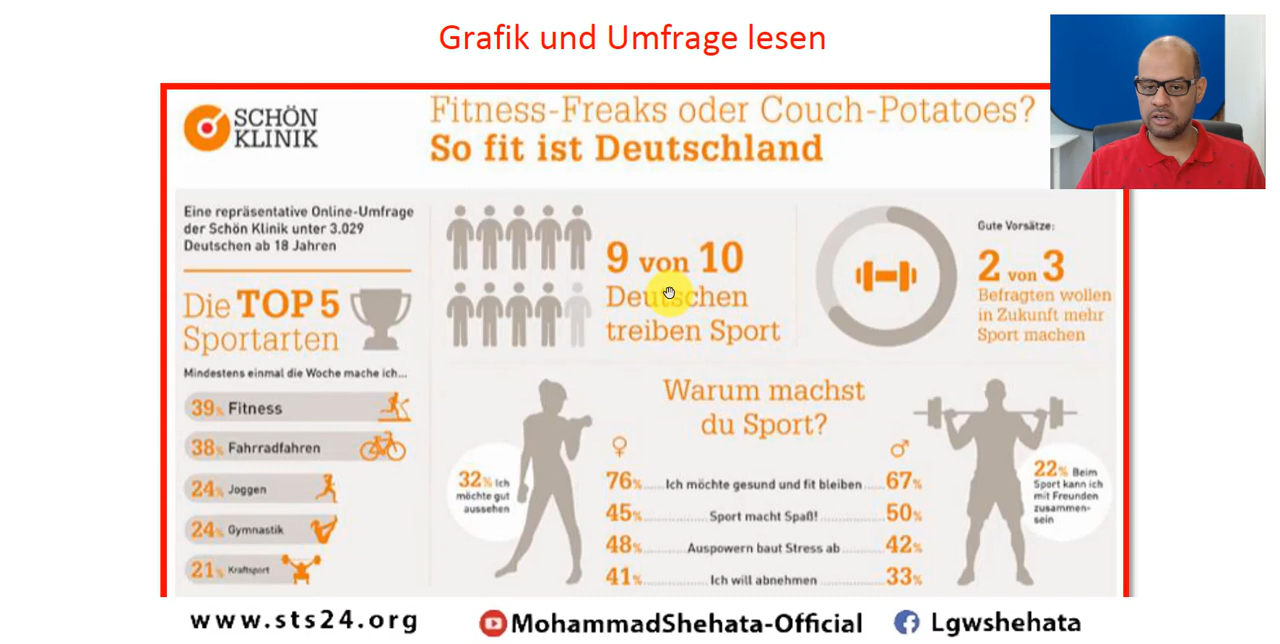 Grafik und Umfrage lesen
SCHÖN
KLINIK
Fitness-Freaks oder Couch-Potatoes?
So fit ist Deutschland
Eine repräsentative Online-Umfrage
der Schön Klinik unter 3.029
Deutschen ab 18 Jahren
Die TOP 5
Sportarten
Mindestens einmal die Woche mache ich...
39% Fitness
38% Fahrradfahren
24% Joggen
24% Gymnastik
21% Kraftsport
9 von 10
Deutschen
treiben Sport
Gute Vorsätze:
2 von 3
Befragten wollen
in Zukunft mehr
Sport machen
Warum machst
du Sport?
♀ ♂
76% Ich möchte gesund und fit bleiben 67%
45% Sport macht Spaß! 50%
48% Auspowern baut Stress ab 42%
41% Ich will abnehmen 33%
32% Ich
möchte gut
aussehen
22% Beim
Sport kann ich
mit Freunden
zusammen-
sein
www.sts24.org
MohammadShehata-Official
Lgwshehata